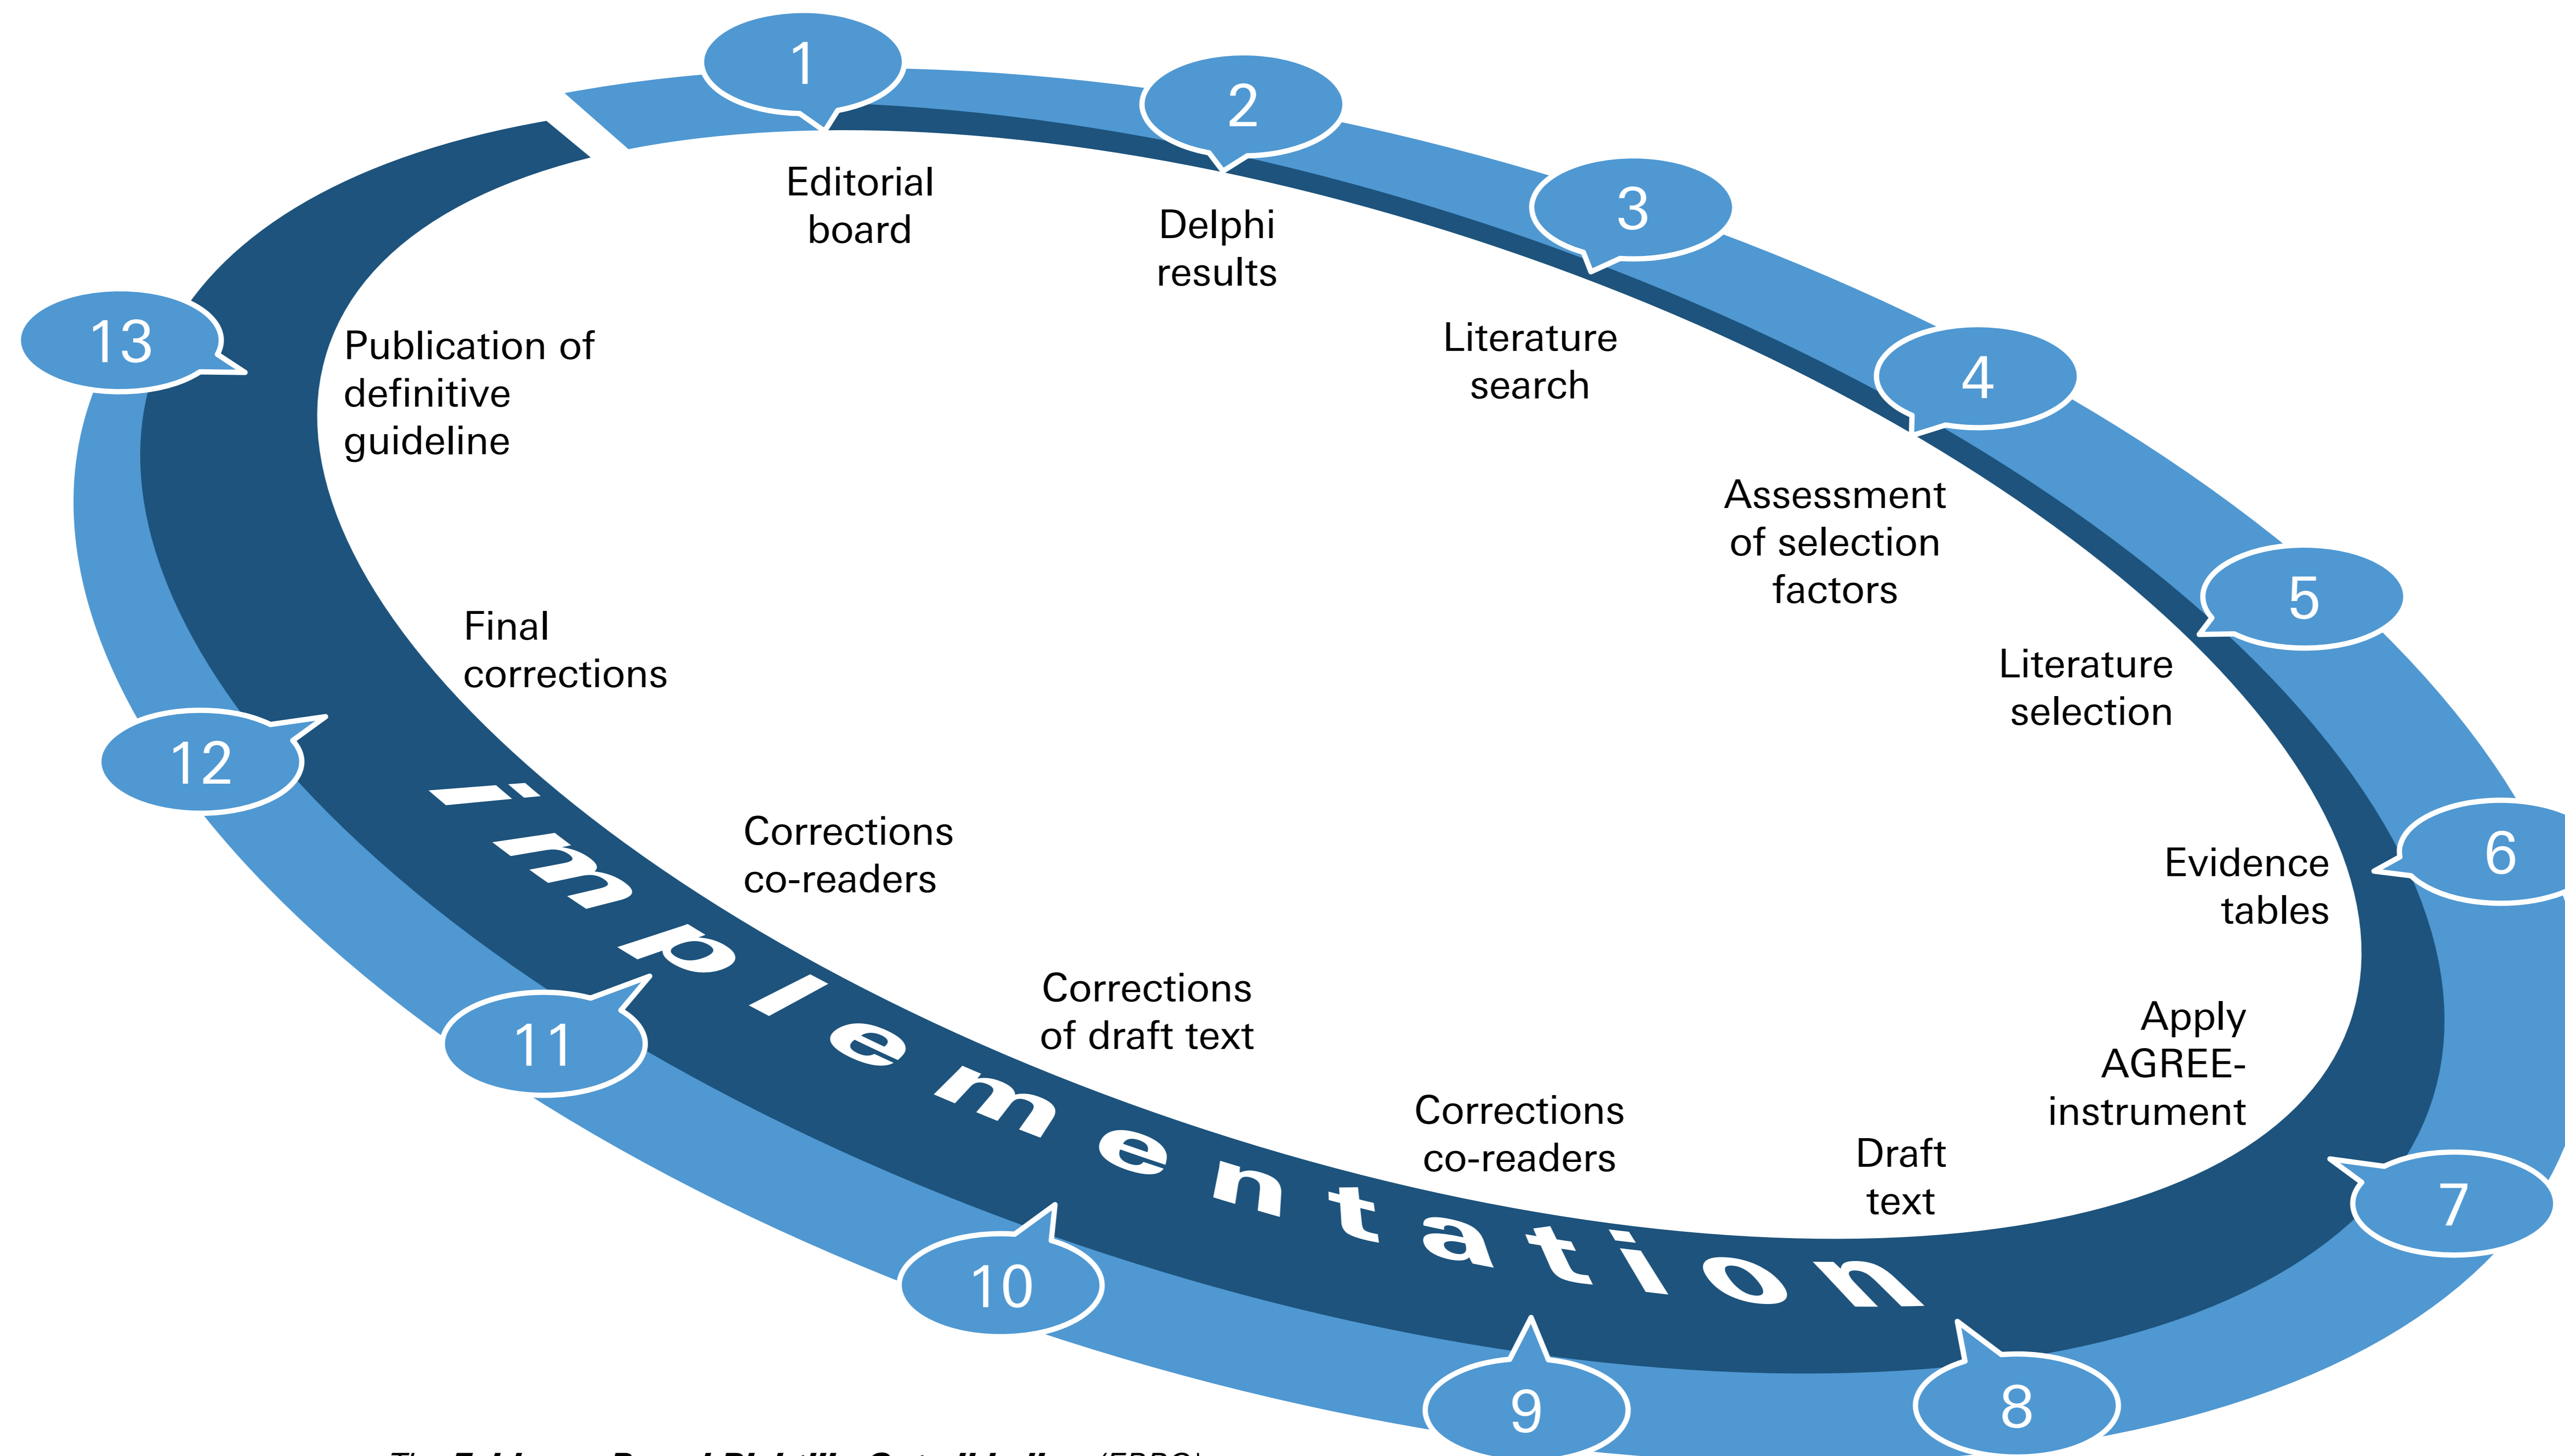 1
Editorial
board
2
Delphi
results
3
Literature
search
4
Assessment
of selection
factors
5
Literature
selection
6
Evidence
tables
7
Apply
AGREE-
instrument
8
Draft
text
9
Corrections
co-readers
10
Corrections
of draft text
11
Corrections
co-readers
12
Final
corrections
13
Publication of
definitive
guideline
implementation